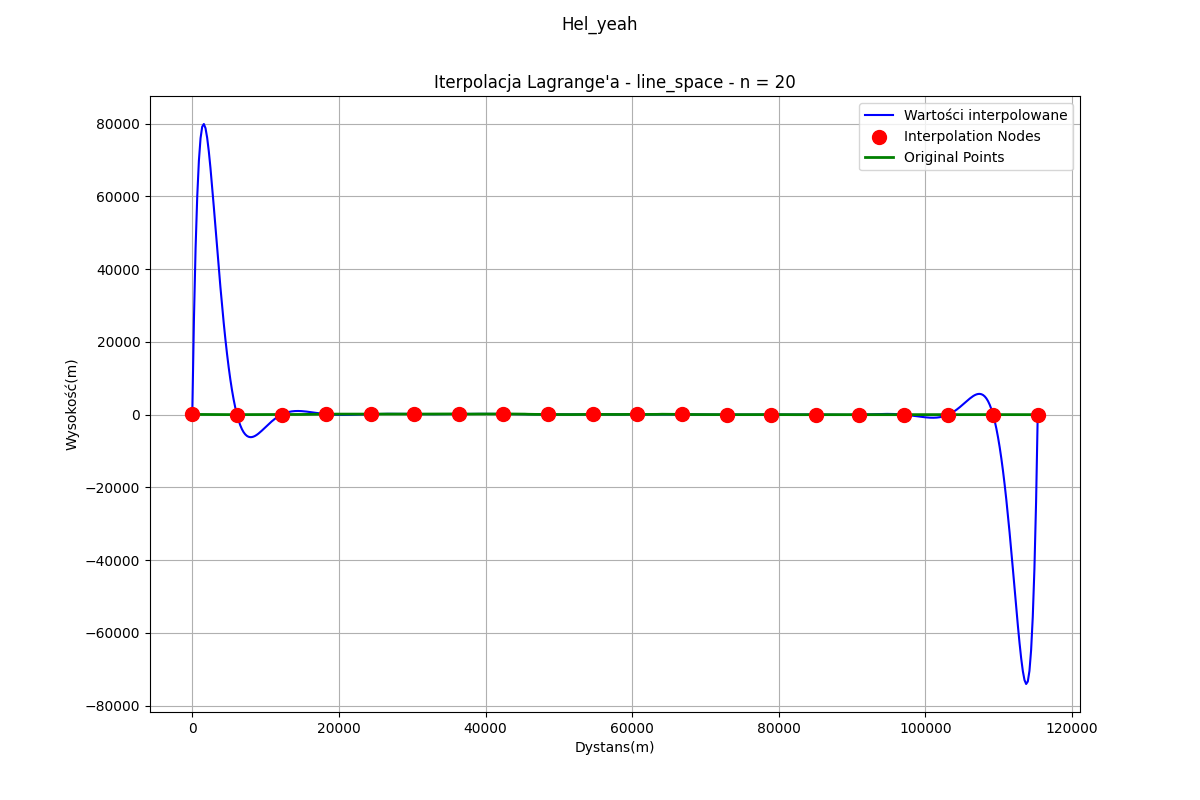 Hel_yeah
Iterpolacja Lagrange'a - line_space - n = 20
Wartości interpolowane
Interpolation Nodes
Original Points
80000
60000
40000
20000
0
−20000
−40000
−60000
−80000
Wysokość(m)
0
20000
40000
60000
80000
100000
120000
Dystans(m)